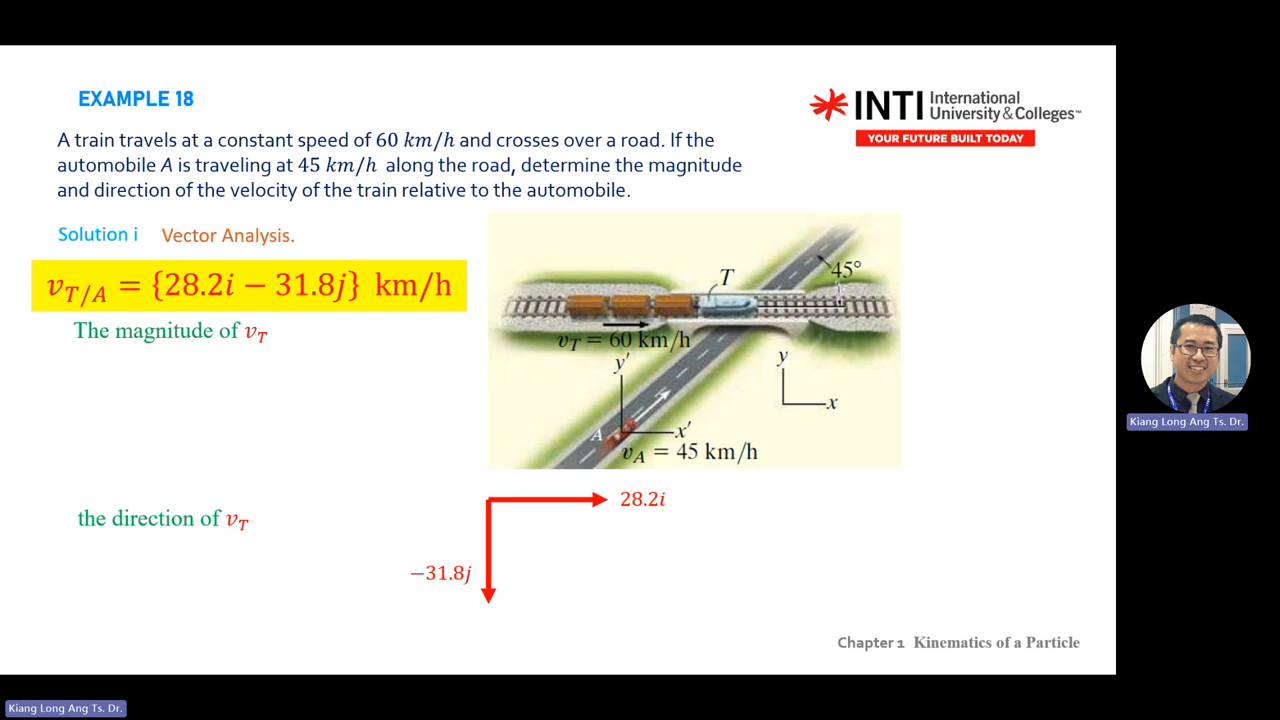 EXAMPLE 18
INTI International University & Colleges™
YOUR FUTURE BUILT TODAY
A train travels at a constant speed of 60 km/h and crosses over a road. If the
automobile A is traveling at 45 km/h along the road, determine the magnitude
and direction of the velocity of the train relative to the automobile.
Solution i Vector Analysis.
v_{T/A} = {28.2i − 31.8j} km/h
The magnitude of v_T
45°
T
v_T = 60 km/h
y′
y
x
A
x′
v_A = 45 km/h
28.2i
the direction of v_T
−31.8j
Chapter 1 Kinematics of a Particle
Kiang Long Ang Ts. Dr.
Kiang Long Ang Ts. Dr.